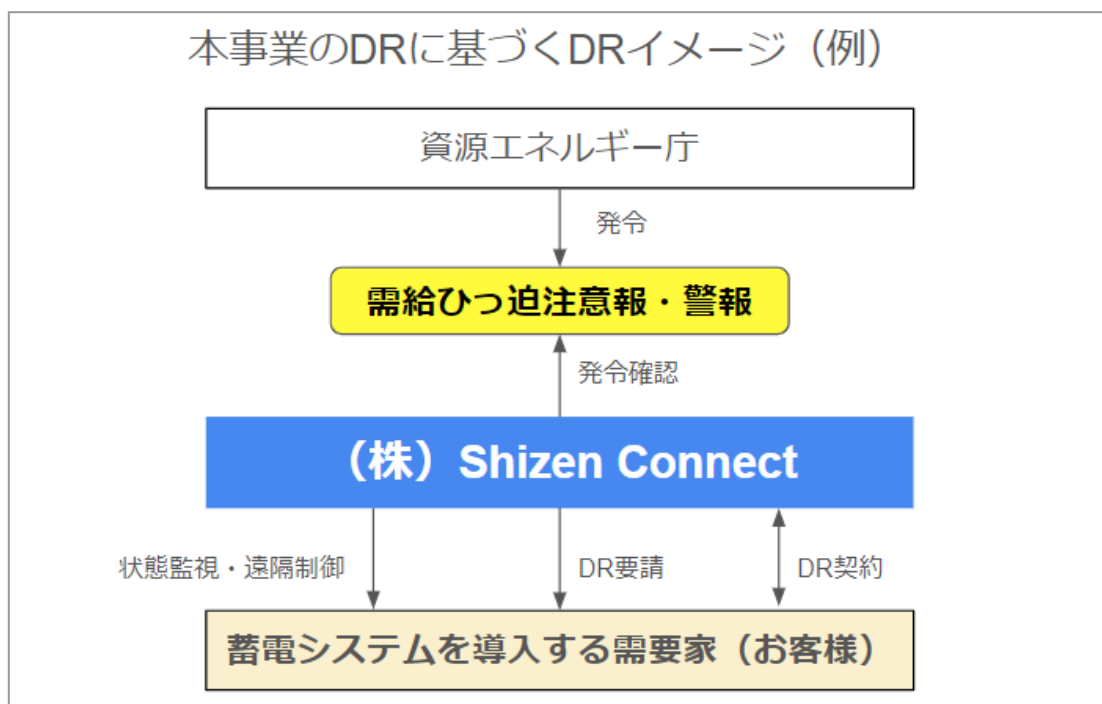 本事業のDRに基づくDRイメージ（例）
資源エネルギー庁
発令
需給ひっ迫注意報・警報
発令確認
（株）Shizen Connect
状態監視・遠隔制御
DR要請
DR契約
蓄電システムを導入する需要家（お客様）